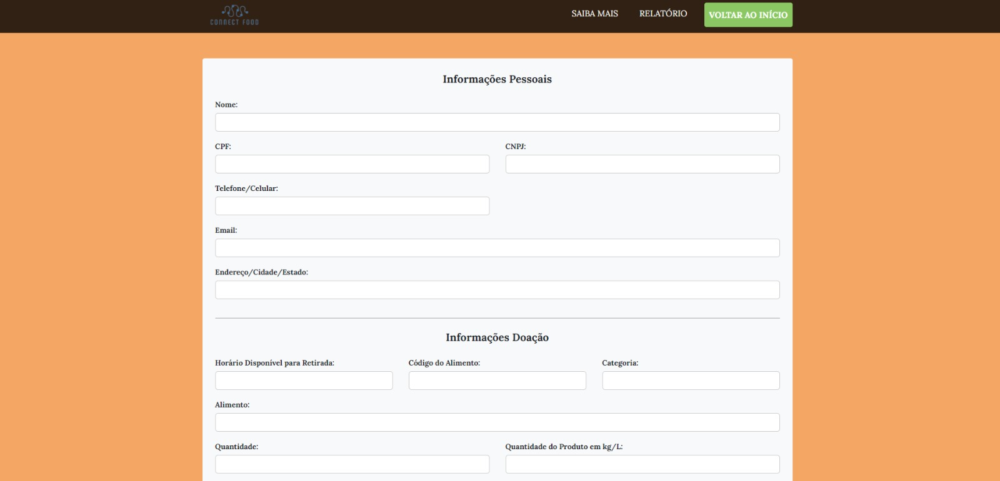 CONNECT FOOD
SAIBA MAIS
RELATÓRIO
VOLTAR AO INÍCIO
Informações Pessoais
Nome:
CPF:
CNPJ:
Telefone/Celular:
Email:
Endereço/Cidade/Estado:
Informações Doação
Horário Disponível para Retirada:
Código do Alimento:
Categoria:
Alimento:
Quantidade:
Quantidade do Produto em kg/L: